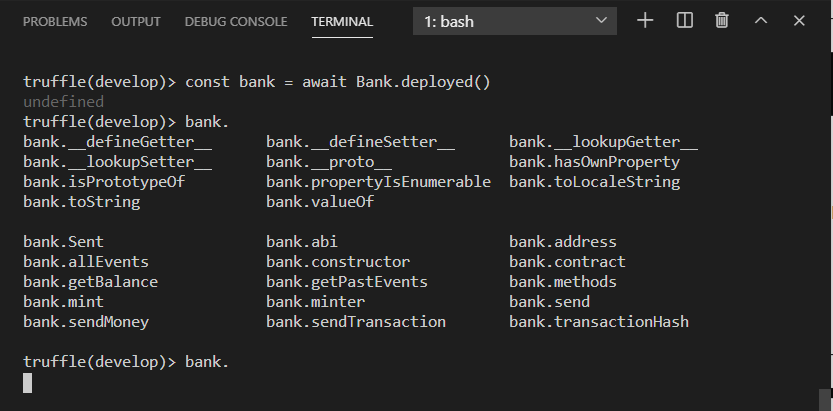 PROBLEMS OUTPUT DEBUG CONSOLE TERMINAL 1: bash
truffle(develop)> const bank = await Bank.deployed()
undefined
truffle(develop)> bank.
bank.__defineGetter__ bank.__defineSetter__ bank.__lookupGetter__
bank.__lookupSetter__ bank.__proto__ bank.hasOwnProperty
bank.isPrototypeOf bank.propertyIsEnumerable bank.toLocaleString
bank.toString bank.valueOf
bank.Sent bank.abi bank.address
bank.allEvents bank.constructor bank.contract
bank.getBalance bank.getPastEvents bank.methods
bank.mint bank.minter bank.send
bank.sendMoney bank.sendTransaction bank.transactionHash
truffle(develop)> bank.